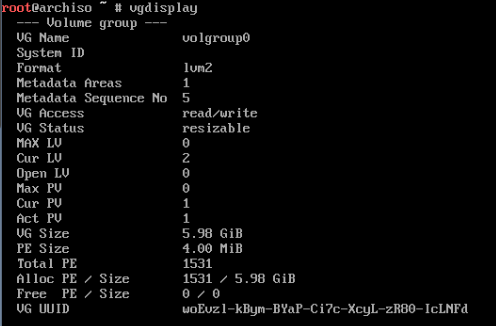 root@archiso ~ # vgdisplay
--- Volume group ---
VG Name volgroup0
System ID
Format lvm2
Metadata Areas 1
Metadata Sequence No 5
VG Access read/write
VG Status resizable
MAX LV 0
Cur LV 2
Open LV 0
Max PV 0
Cur PV 1
Act PV 1
VG Size 5.98 GiB
PE Size 4.00 MiB
Total PE 1531
Alloc PE / Size 1531 / 5.98 GiB
Free PE / Size 0 / 0
VG UUID woEvzl-kBym-BYaP-Ci7c-XcyL-zR80-IcLNFd